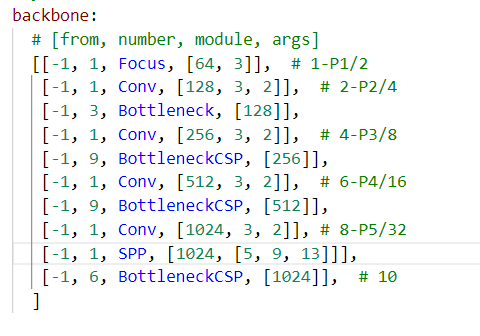 backbone:
# [from, number, module, args]
[[-1, 1, Focus, [64, 3]],  # 1-P1/2
[-1, 1, Conv, [128, 3, 2]],  # 2-P2/4
[-1, 3, Bottleneck, [128]],
[-1, 1, Conv, [256, 3, 2]],  # 4-P3/8
[-1, 9, BottleneckCSP, [256]],
[-1, 1, Conv, [512, 3, 2]],  # 6-P4/16
[-1, 9, BottleneckCSP, [512]],
[-1, 1, Conv, [1024, 3, 2]], # 8-P5/32
[-1, 1, SPP, [1024, [5, 9, 13]]],
[-1, 6, BottleneckCSP, [1024]],  # 10
]